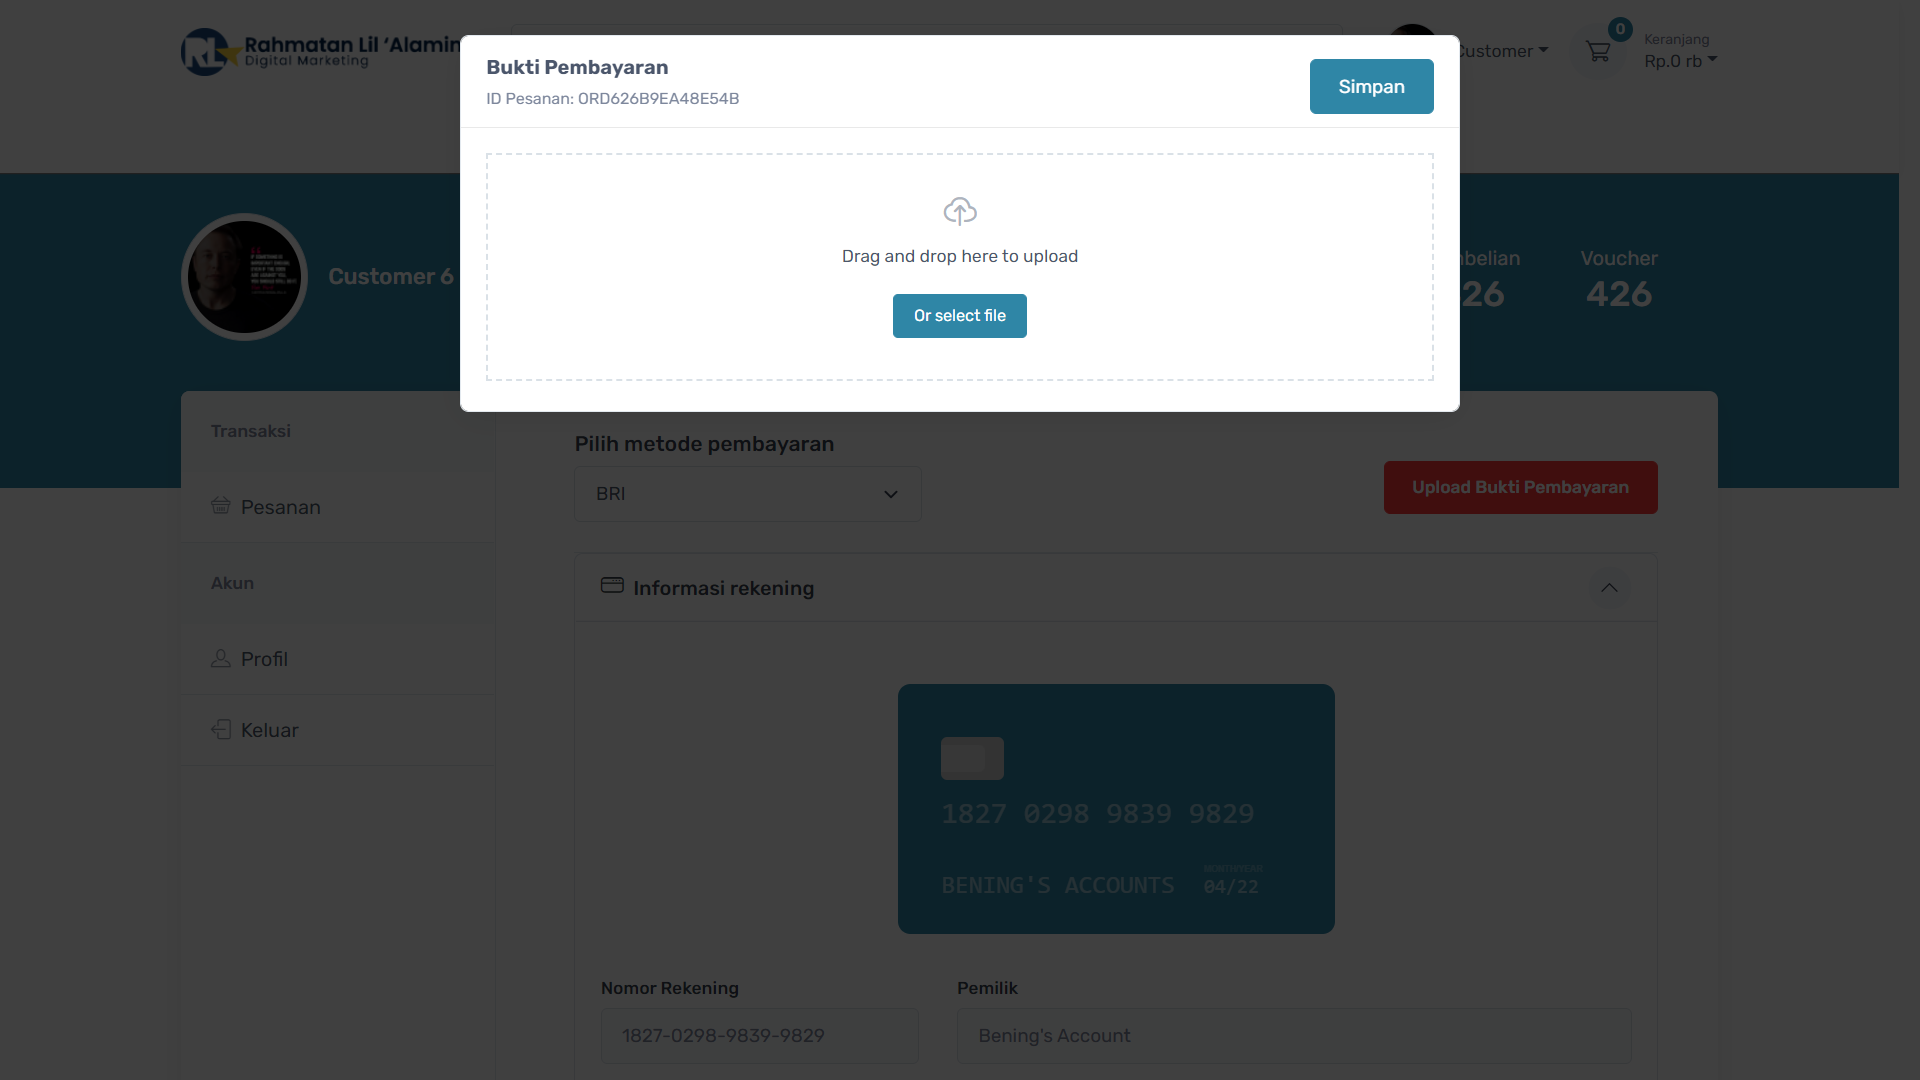 Rahmatan Lil ‘Alamin
Digital Marketing
Customer
0
Keranjang
Rp.0 rb
Bukti Pembayaran
ID Pesanan: ORD626B9EA48E54B
Simpan
Drag and drop here to upload
Or select file
Customer 6
belian
26
Voucher
426
Transaksi
Pesanan
Akun
Profil
Keluar
Pilih metode pembayaran
BRI
Upload Bukti Pembayaran
Informasi rekening
1827 0298 9839 9829
MONTH/YEAR
BENING'S ACCOUNTS 04/22
Nomor Rekening
1827-0298-9839-9829
Pemilik
Bening's Account